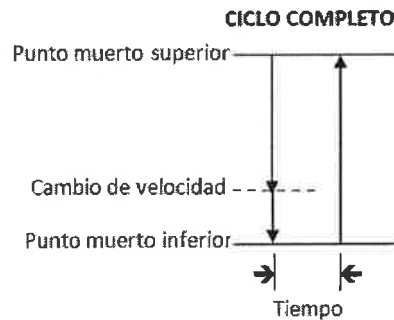 CICLO COMPLETO
Punto muerto superior
Cambio de velocidad
Punto muerto inferior
Tiempo